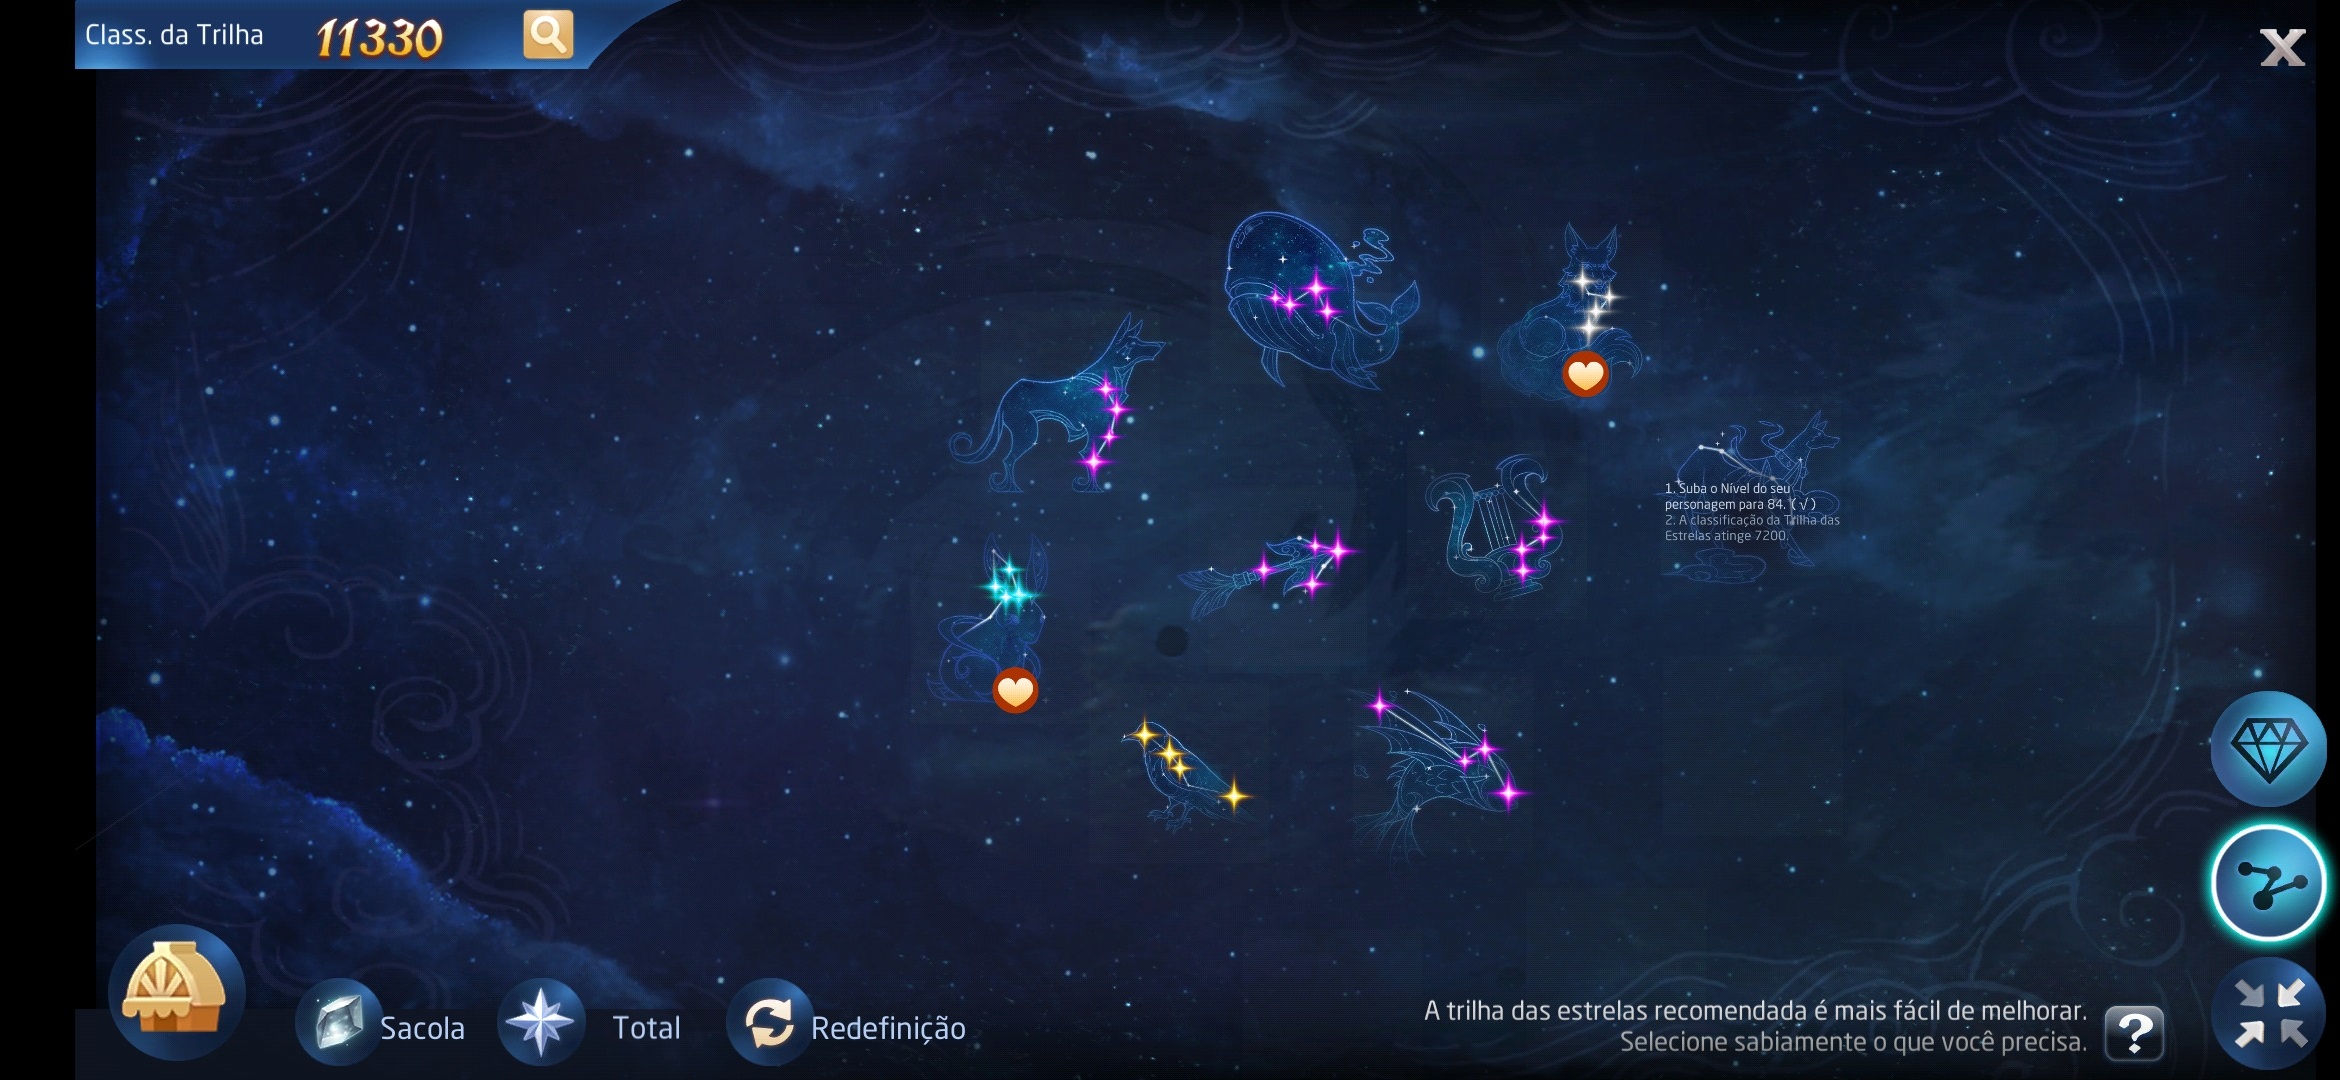 Class. da Trilha 11330
1. Suba o Nível do seu
personagem para 84. (√)
2. A classificação da Trilha das
Estrelas atinge 7200.
Sacola
Total
Redefinição
A trilha das estrelas recomendada é mais fácil de melhorar.
Selecione sabiamente o que você precisa.
?